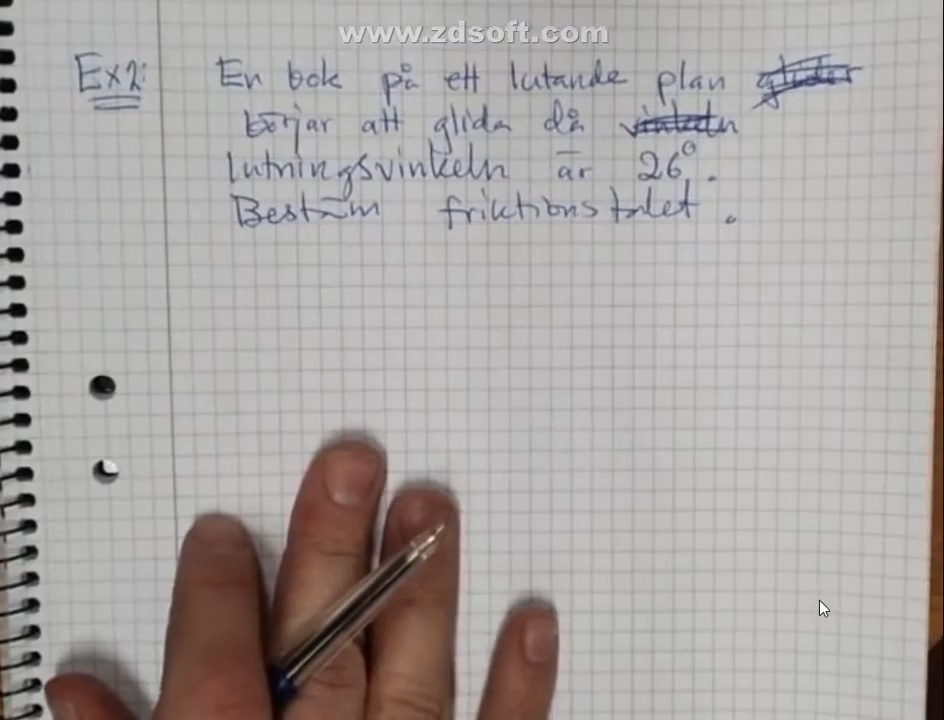 www.zdsoft.com
Ex2: En bok på ett lutande plan
börjar att glida då
lutningsvinkeln är 26°.
Bestäm friktionstalet.